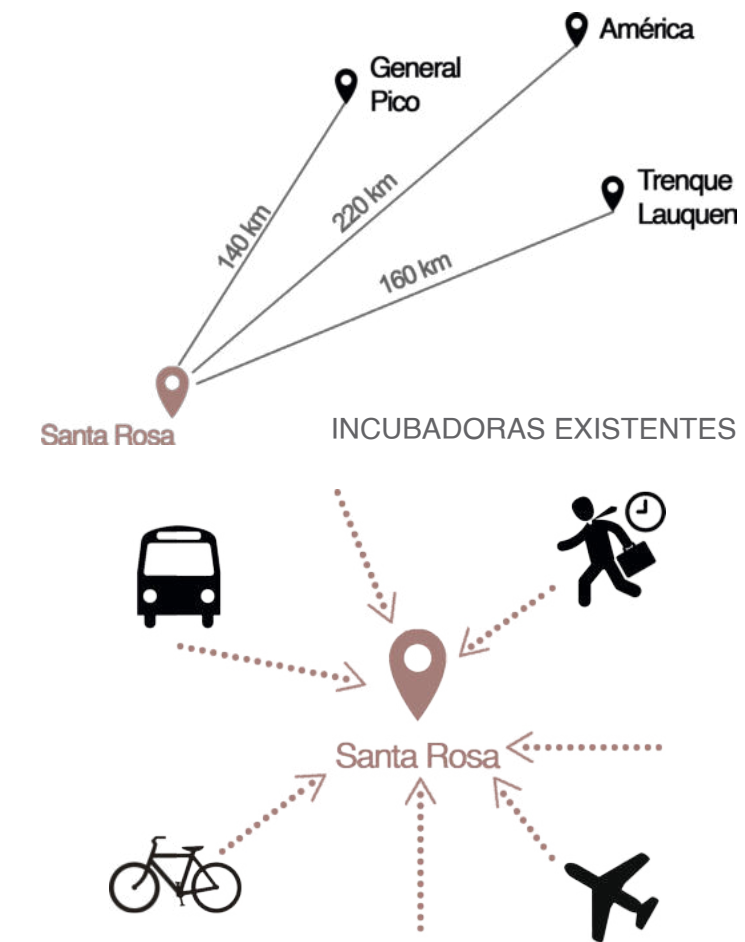 América
General
Pico
Trenque
Lauquen
140 km
220 km
160 km
Santa Rosa
INCUBADORAS EXISTENTES
Santa Rosa